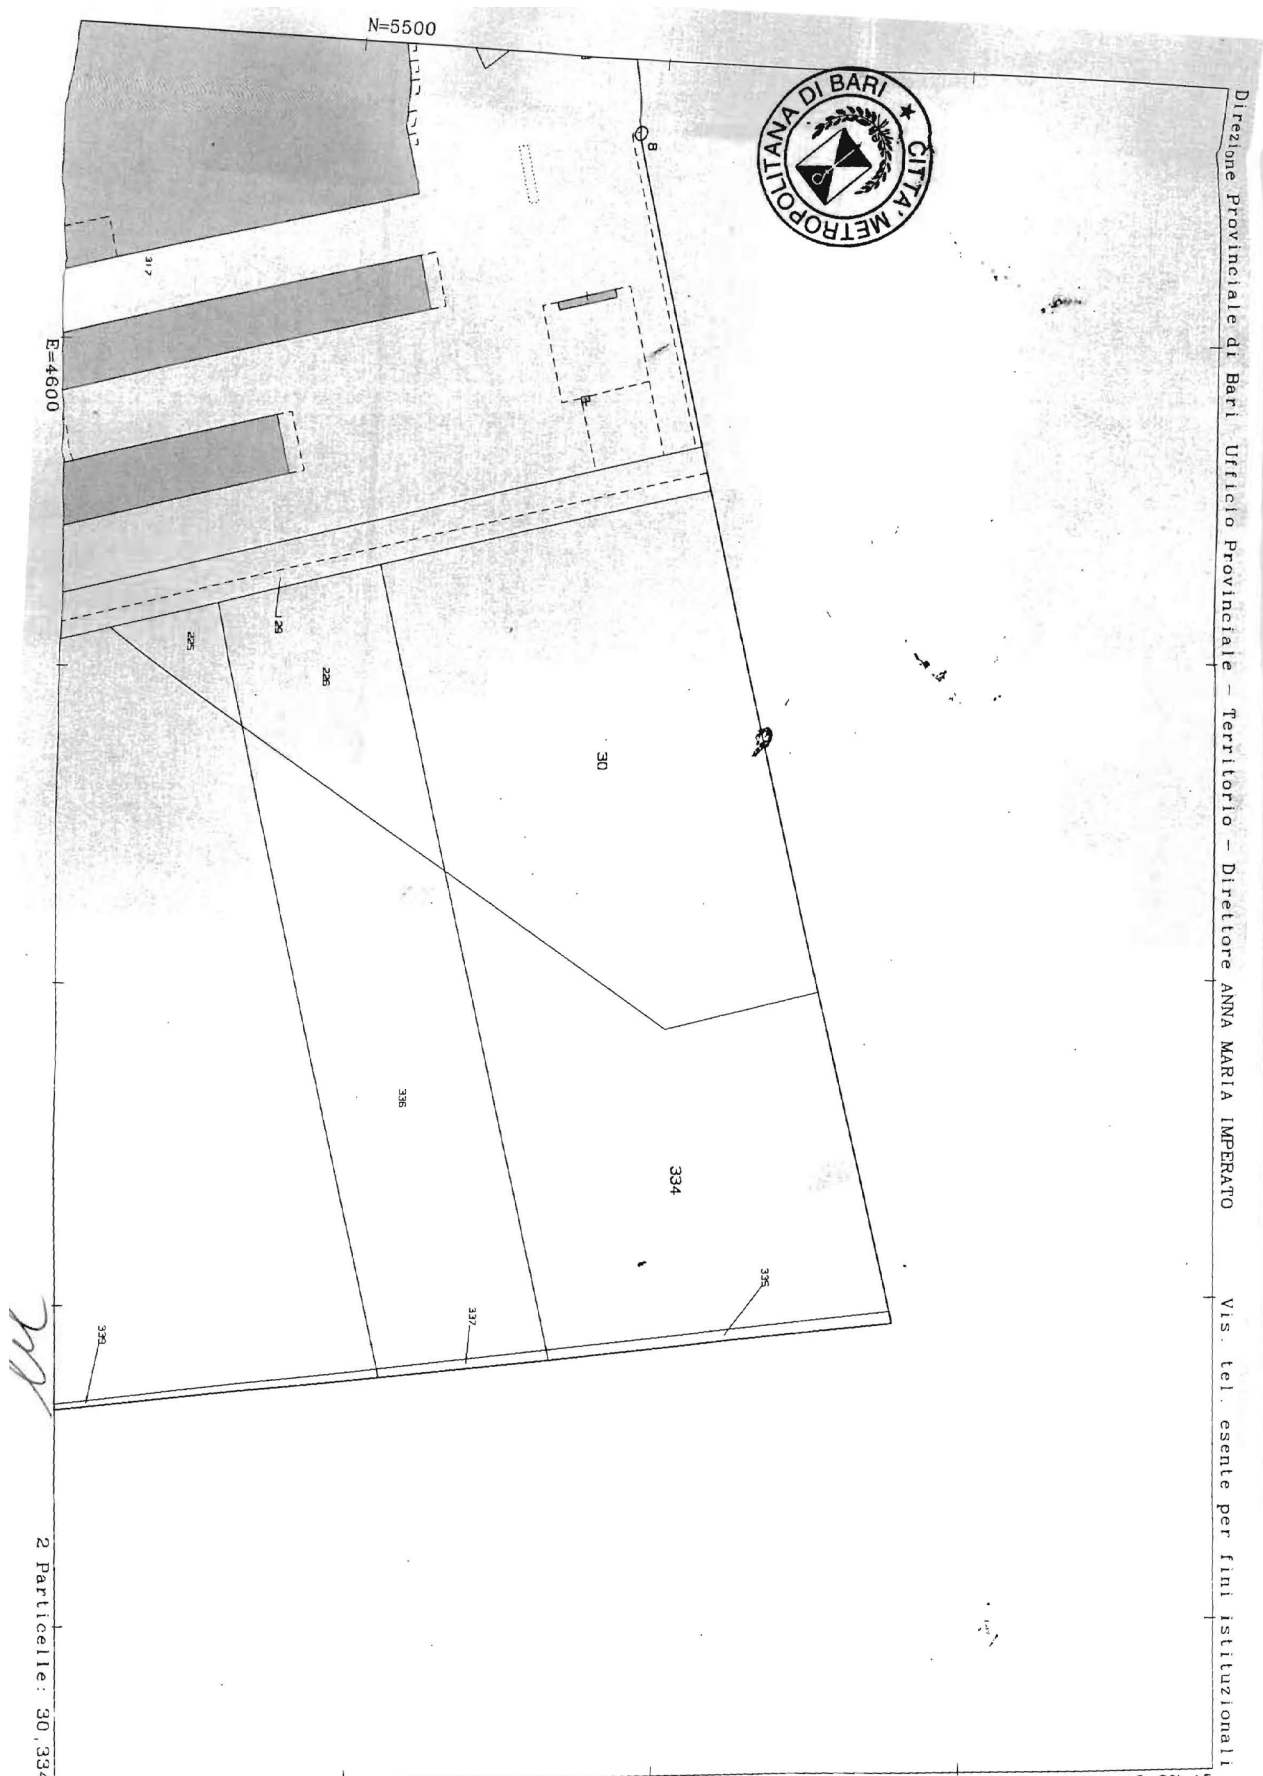 N=5500
Direzione Provinciale di Bari Ufficio Provinciale - Territorio - Direttore ANNA MARIA IMPERATO Vis. tel. esente per fini istituzionali
CITTA' METROPOLITANA DI BARI
8
317
E=4600
225
29
226
30
336
334
335
337
339
2 Particelle: 30,334